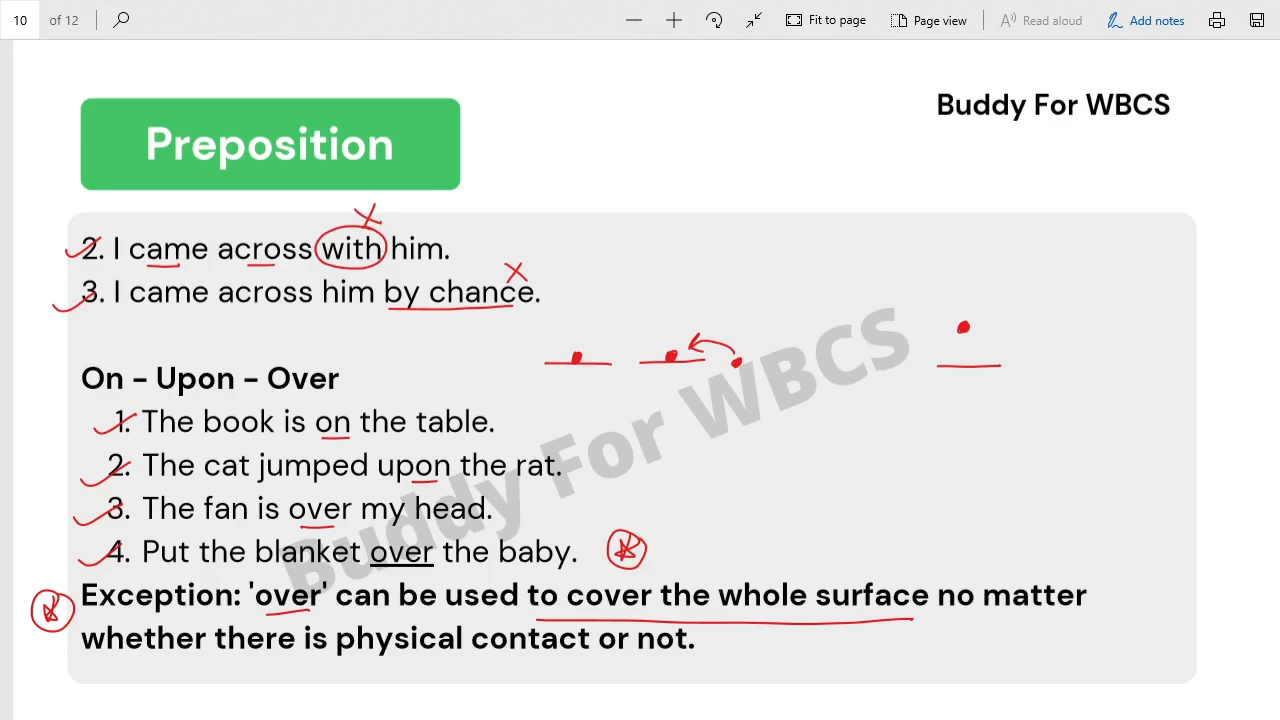 10 of 12 Fit to page Page view Read aloud Add notes
Buddy For WBCS
Preposition
2. I came across with him.
3. I came across him by chance.
On - Upon - Over
1. The book is on the table.
2. The cat jumped upon the rat.
3. The fan is over my head.
4. Put the blanket over the baby.
Exception: 'over' can be used to cover the whole surface no matter
whether there is physical contact or not.
Buddy For WBCS